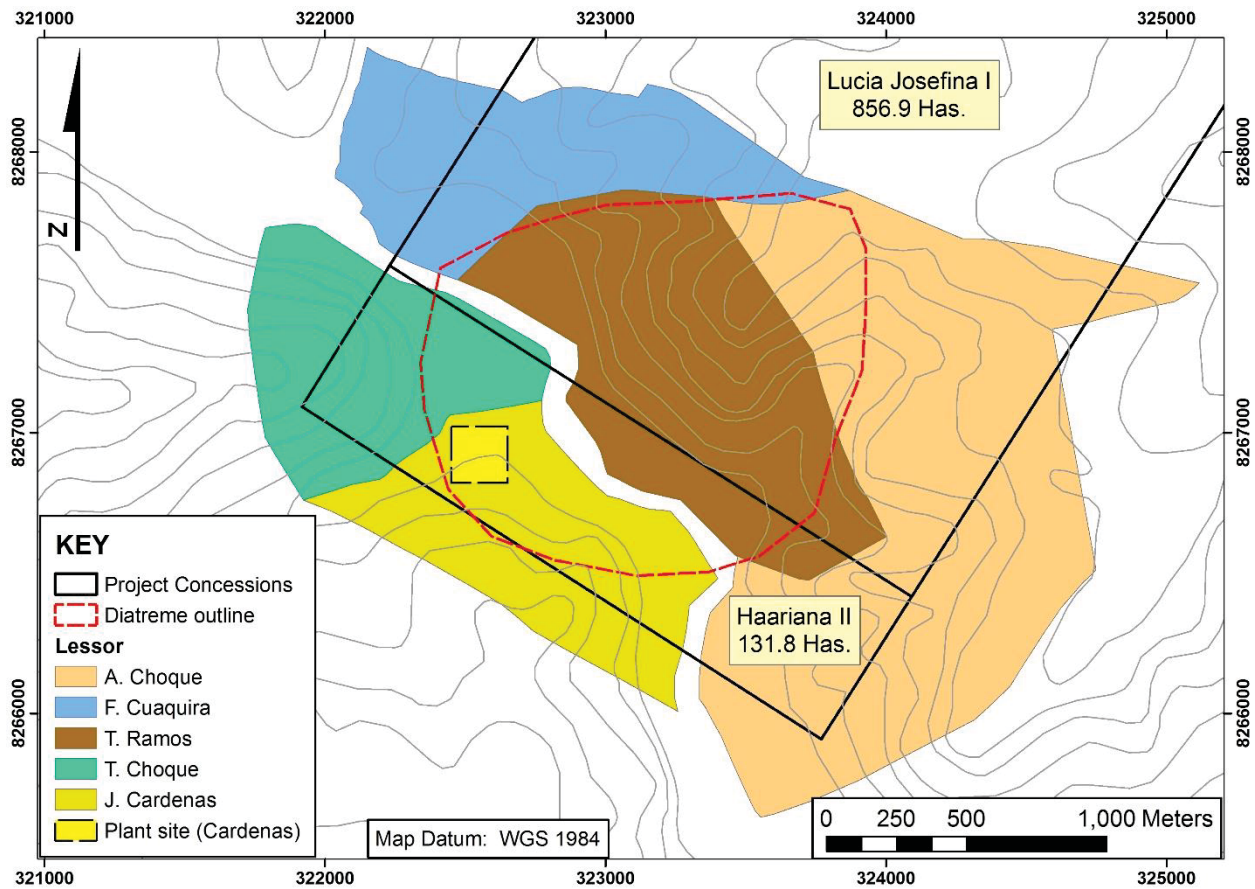 321000 322000 323000 324000 325000
Lucia Josefina I
856.9 Has.
8268000 8268000
N
8267000 8267000
KEY
Project Concessions
Diatreme outline
Lessor
A. Choque
F. Cuaquira
T. Ramos
T. Choque
J. Cardenas
Plant site (Cardenas)
Haariana II
131.8 Has.
8266000 8266000
Map Datum: WGS 1984
0 250 500 1,000 Meters
321000 322000 323000 324000 325000